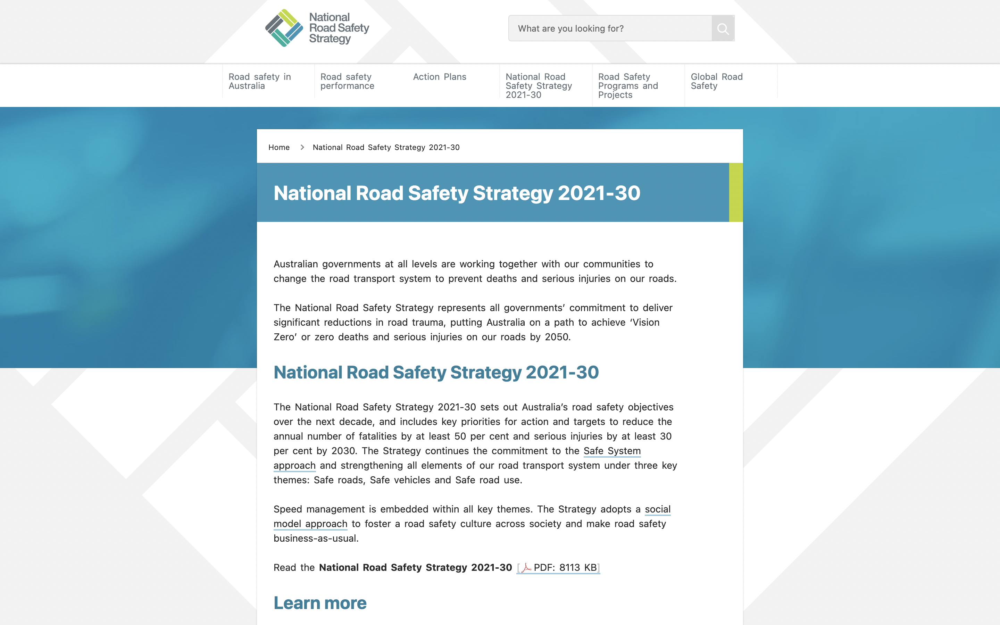 National
Road Safety
Strategy
What are you looking for?
Road safety in
Australia
Road safety
performance
Action Plans
National Road
Safety Strategy
2021-30
Road Safety
Programs and
Projects
Global Road
Safety
Home > National Road Safety Strategy 2021-30
National Road Safety Strategy 2021-30
Australian governments at all levels are working together with our communities to
change the road transport system to prevent deaths and serious injuries on our roads.
The National Road Safety Strategy represents all governments’ commitment to deliver
significant reductions in road trauma, putting Australia on a path to achieve ‘Vision
Zero’ or zero deaths and serious injuries on our roads by 2050.
National Road Safety Strategy 2021-30
The National Road Safety Strategy 2021-30 sets out Australia’s road safety objectives
over the next decade, and includes key priorities for action and targets to reduce the
annual number of fatalities by at least 50 per cent and serious injuries by at least 30
per cent by 2030. The Strategy continues the commitment to the Safe System
approach and strengthening all elements of our road transport system under three key
themes: Safe roads, Safe vehicles and Safe road use.
Speed management is embedded within all key themes. The Strategy adopts a social
model approach to foster a road safety culture across society and make road safety
business-as-usual.
Read the National Road Safety Strategy 2021-30 [PDF: 8113 KB]
Learn more